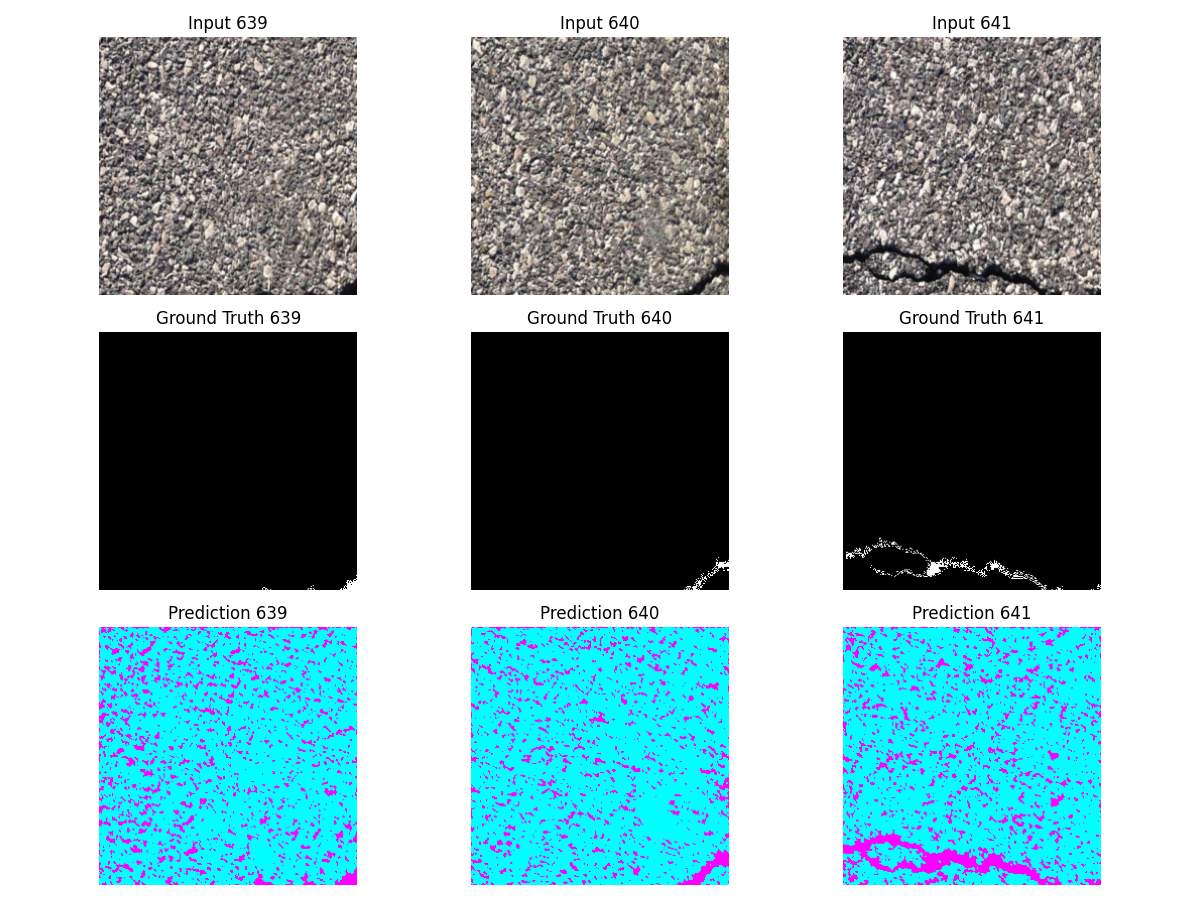 Input 639
Input 640
Input 641
Ground Truth 639
Ground Truth 640
Ground Truth 641
Prediction 639
Prediction 640
Prediction 641